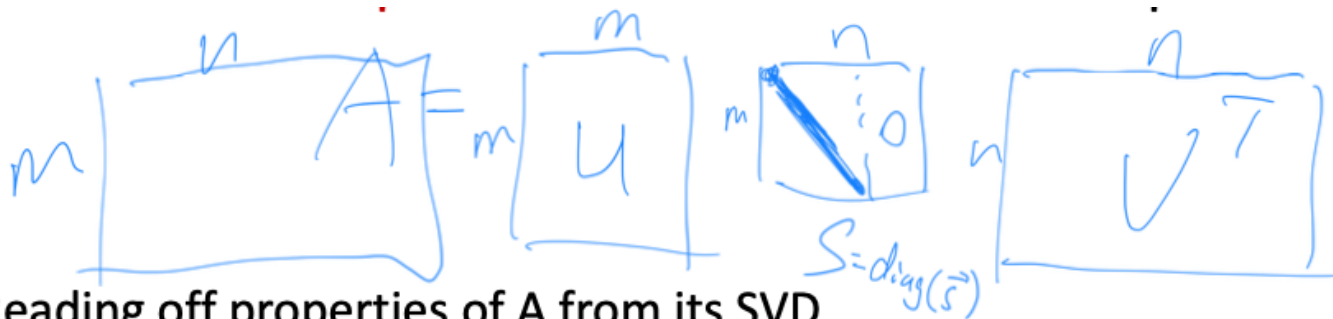 n m n n
m A = m U m 0 n V^T
S = diag(s⃗)
eading off properties of A from its SVD